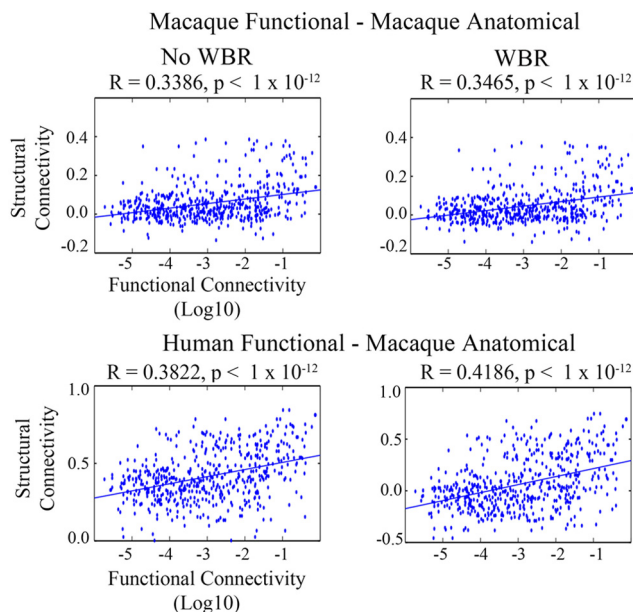 Macaque Functional - Macaque Anatomical
No WBR
R = 0.3386, p < 1 x 10-12
WBR
R = 0.3465, p < 1 x 10-12
Structural
Connectivity
0.4
0.2
0.0
-0.2
-5 -4 -3 -2 -1
Functional Connectivity
(Log10)
0.4
0.2
0.0
-0.2
-5 -4 -3 -2 -1
Human Functional - Macaque Anatomical
R = 0.3822, p < 1 x 10-12
R = 0.4186, p < 1 x 10-12
Structural
Connectivity
1.0
0.5
0.0
-5 -4 -3 -2 -1
Functional Connectivity
(Log10)
1.0
0.5
0.0
-0.5
-5 -4 -3 -2 -1